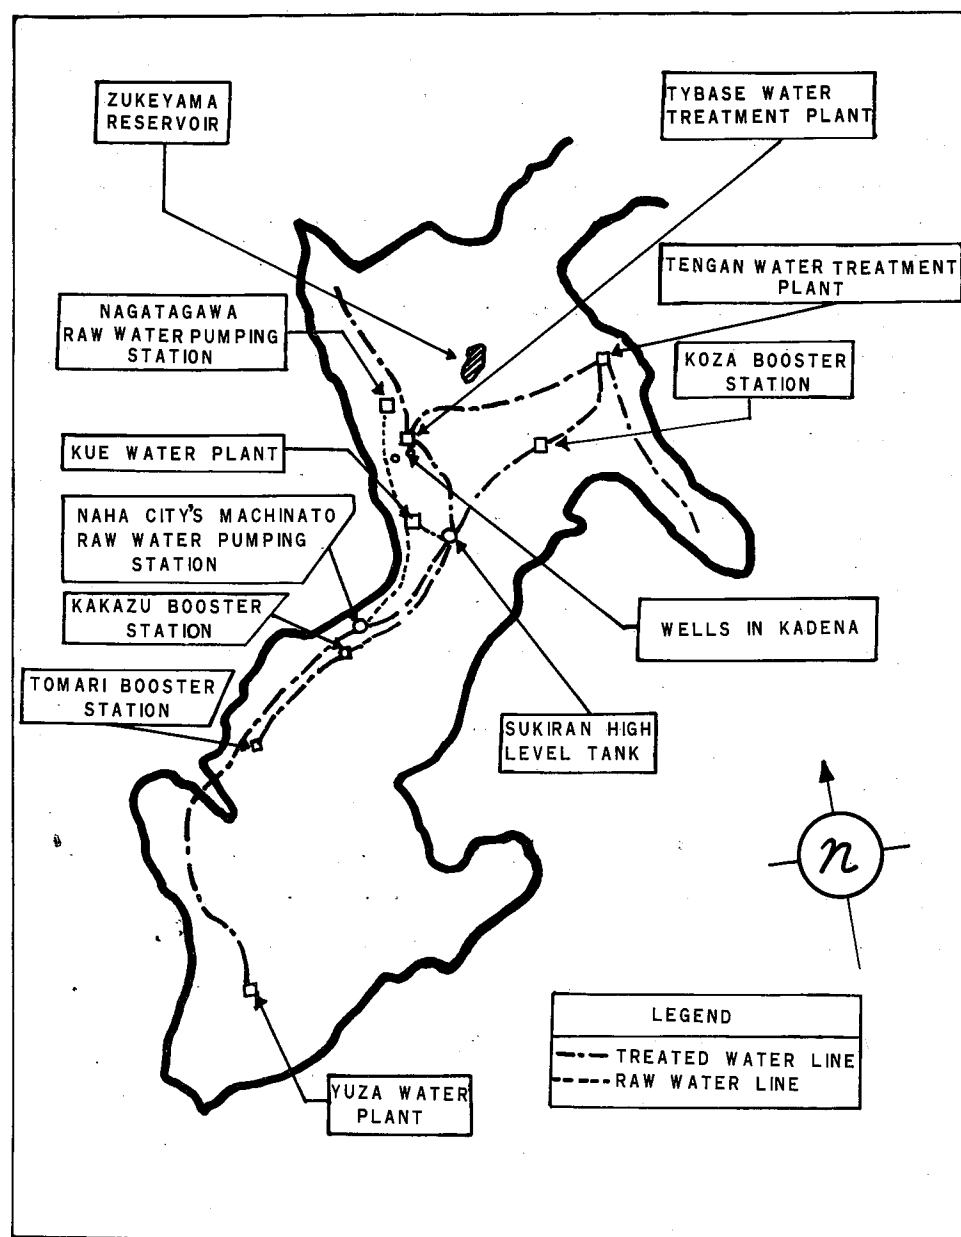 ZUKEYAMA
RESERVOIR
TYBASE WATER
TREATMENT PLANT
TENGAN WATER TREATMENT
PLANT
NAGATAGAWA
RAW WATER PUMPING
STATION
KOZA BOOSTER
STATION
KUE WATER PLANT
NAHA CITY'S MACHINATO
RAW WATER PUMPING
STATION
KAKAZU BOOSTER
STATION
WELLS IN KADENA
TOMARI BOOSTER
STATION
SUKIRAN HIGH
LEVEL TANK
n
LEGEND
TREATED WATER LINE
RAW WATER LINE
YUZA WATER
PLANT